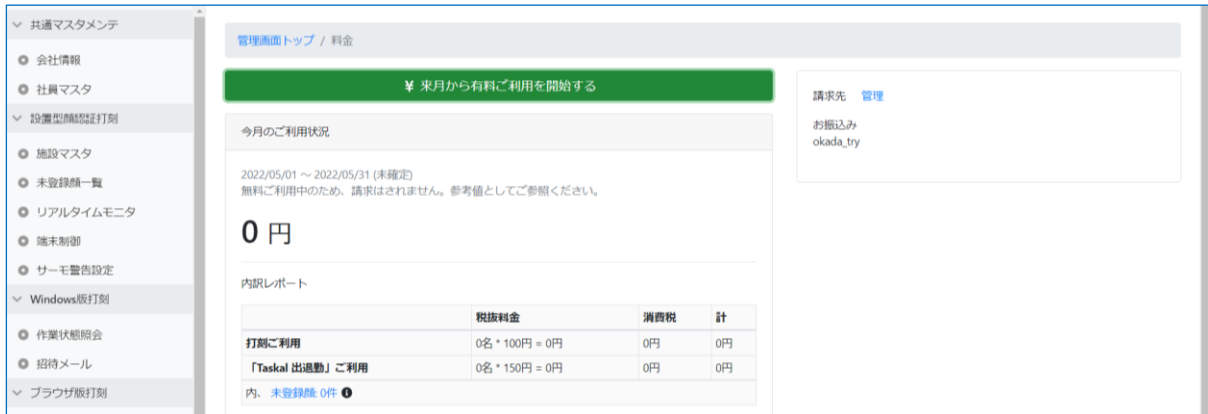 共通マスタメンテ
会社情報
社員マスタ
設置型顔認証打刻
施設マスタ
未登録顔一覧
リアルタイムモニタ
端末制御
サーモ警告設定
Windows版打刻
作業状態照会
招待メール
ブラウザ版打刻
管理画面トップ / 料金
¥ 来月から有料ご利用を開始する
今月のご利用状況
2022/05/01 ～ 2022/05/31 (未確定)
無料ご利用中のため、請求はされません。参考値としてご参照ください。
0 円
内訳レポート
税抜料金 消費税 計
打刻ご利用 0名 * 100円 = 0円 0円 0円
「Taskal 出退勤」ご利用 0名 * 150円 = 0円 0円 0円
内、 未登録顔: 0件
請求先 管理
お振込み
okada_try